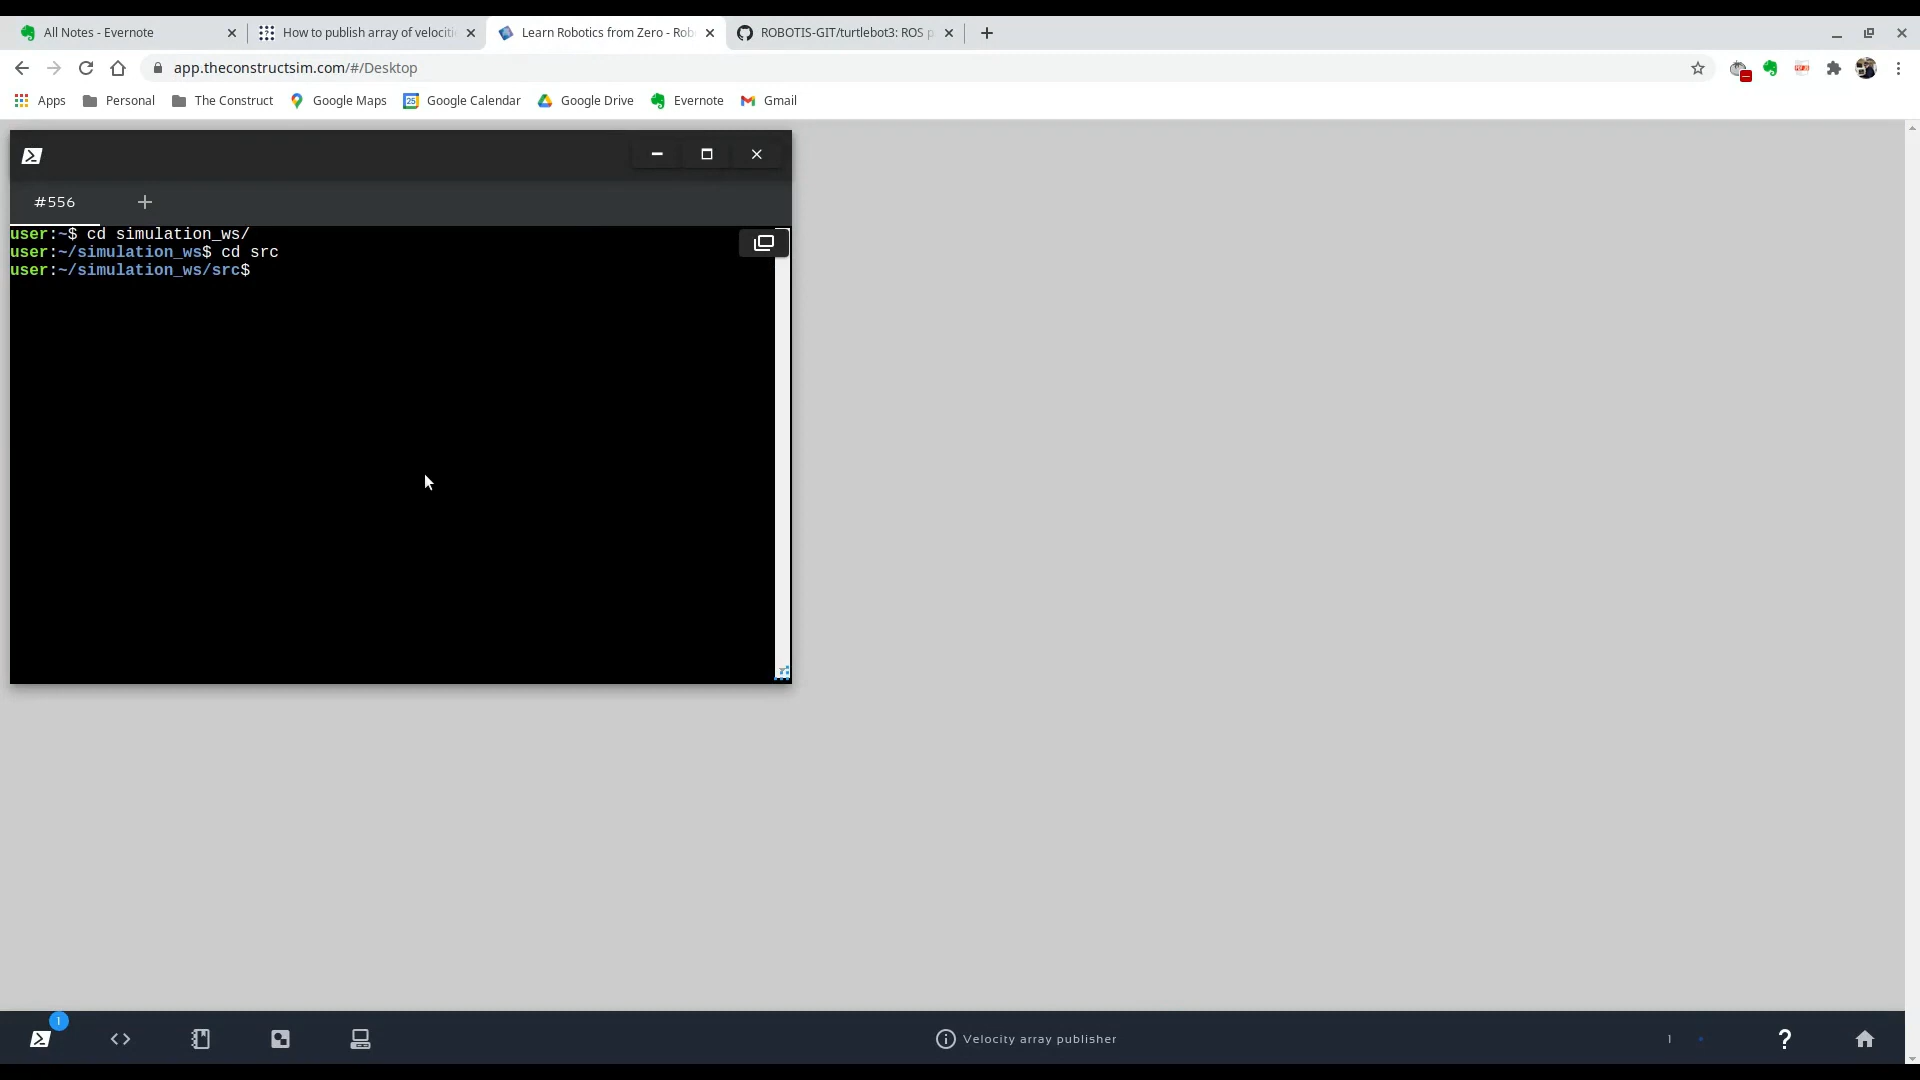 All Notes - Evernote
How to publish array of velociti
Learn Robotics from Zero - Rob
ROBOTIS-GIT/turtlebot3: ROS p
app.theconstructsim.com/#/Desktop
Apps
Personal
The Construct
Google Maps
25
Google Calendar
Google Drive
Evernote
Gmail
#556
user:~$ cd simulation_ws/
user:~/simulation_ws$ cd src
user:~/simulation_ws/src$
1
Velocity array publisher
1
?